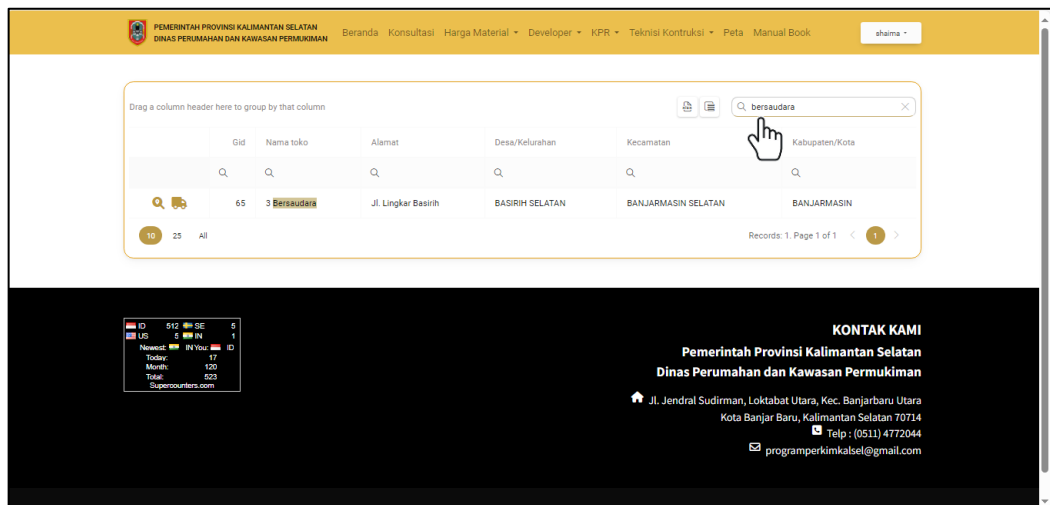 PEMERINTAH PROVINSI KALIMANTAN SELATAN
DINAS PERUMAHAN DAN KAWASAN PERMUKIMAN
Beranda Konsultasi Harga Material Developer KPR Teknisi Kontruksi Peta Manual Book
shaima
Drag a column header here to group by that column
bersaudara
Gid Nama toko Alamat Desa/Kelurahan Kecamatan Kabupaten/Kota
65 3 Bersaudara Jl. Lingkar Basirih BASIRIH SELATAN BANJARMASIN SELATAN BANJARMASIN
10 25 All
Records: 1. Page 1 of 1 1
ID 512 SE 5
US 5 IN 1
Newest: IN You: ID
Today: 17
Month: 120
Total: 523
Supercounters.com
KONTAK KAMI
Pemerintah Provinsi Kalimantan Selatan
Dinas Perumahan dan Kawasan Permukiman
Jl. Jendral Sudirman, Loktabat Utara, Kec. Banjarbaru Utara
Kota Banjar Baru, Kalimantan Selatan 70714
Telp : (0511) 4772044
programperkimkalsel@gmail.com